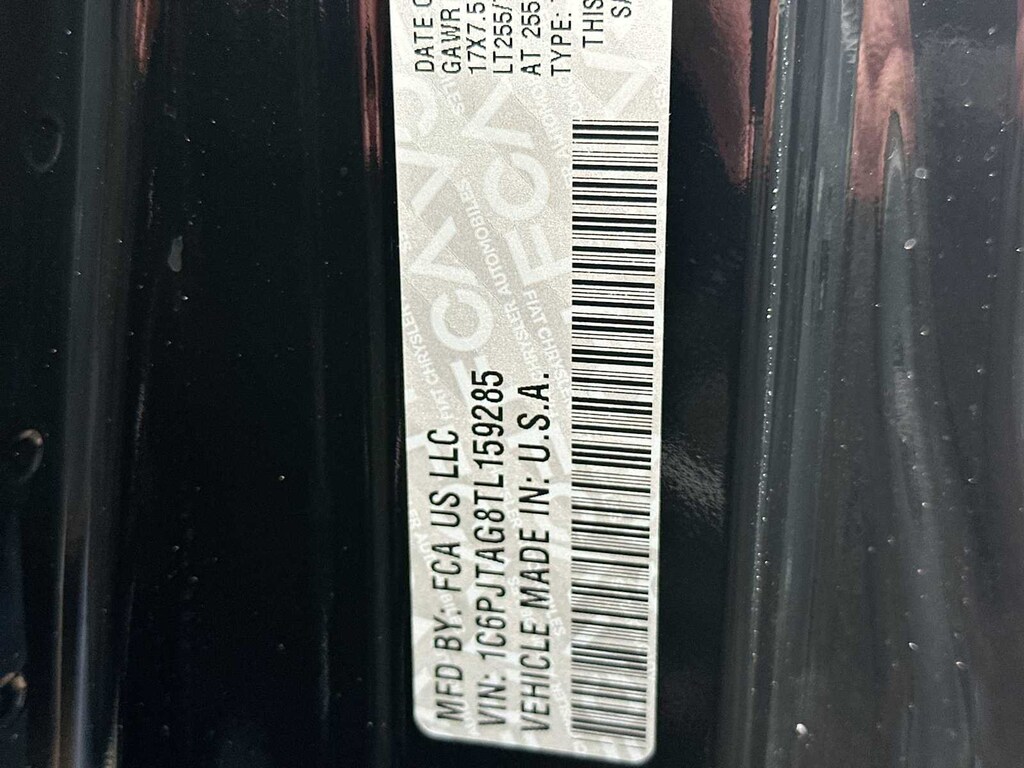 MFD BY: FCA US LLC
VIN: 1C6PJTAG8TL159285
VEHICLE MADE IN: U.S.A.
DATE O
GAWR
17X7.5
LT255/
AT 255
TYPE:
THIS